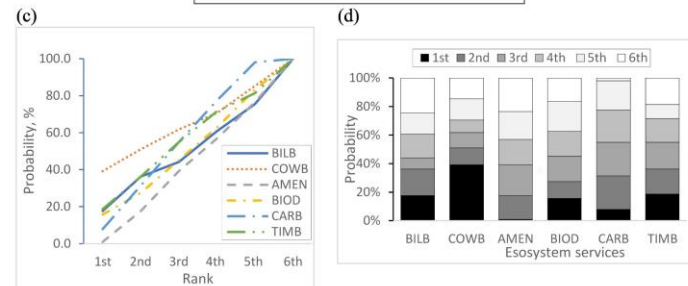 (c)
100.0
80.0
60.0
40.0
20.0
0.0
Probability, %
BILB
COWB
AMEN
BIOD
CARB
TIMB
1st 2nd 3rd 4th 5th 6th
Rank
(d)
1st 2nd 3rd 4th 5th 6th
100%
80%
60%
40%
20%
0%
Probability
BILB COWB AMEN BIOD CARB TIMB
Esosystem services